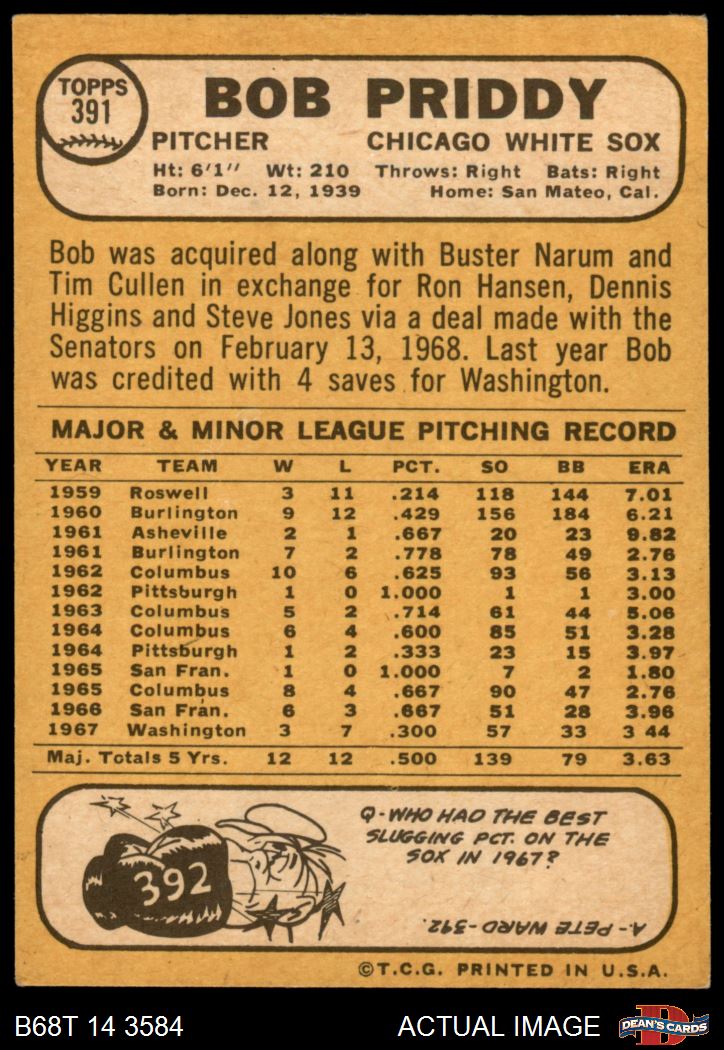 TOPPS
391
BOB PRIDDY
PITCHER CHICAGO WHITE SOX
Ht: 6'1" Wt: 210 Throws: Right Bats: Right
Born: Dec. 12, 1939 Home: San Mateo, Cal.
Bob was acquired along with Buster Narum and
Tim Cullen in exchange for Ron Hansen, Dennis
Higgins and Steve Jones via a deal made with the
Senators on February 13, 1968. Last year Bob
was credited with 4 saves for Washington.
MAJOR & MINOR LEAGUE PITCHING RECORD
YEAR TEAM W L PCT. SO BB ERA
1959 Roswell 3 11 .214 118 144 7.01
1960 Burlington 9 12 .429 156 184 6.21
1961 Asheville 2 1 .667 20 23 9.82
1961 Burlington 7 2 .778 78 49 2.76
1962 Columbus 10 6 .625 93 56 3.13
1962 Pittsburgh 1 0 1.000 1 1 3.00
1963 Columbus 5 2 .714 61 44 5.06
1964 Columbus 6 4 .600 85 51 3.28
1964 Pittsburgh 1 2 .333 23 15 3.97
1965 San Fran. 1 0 1.000 7 2 1.80
1965 Columbus 8 4 .667 90 47 2.76
1966 San Fran. 6 3 .667 51 28 3.96
1967 Washington 3 7 .300 57 33 3 44
Maj. Totals 5 Yrs. 12 12 .500 139 79 3.63
392
Q-WHO HAD THE BEST
SLUGGING PCT. ON THE
SOX IN 1967?
A-PETE WARD-.392.
©T.C.G. PRINTED IN U.S.A.
B68T 14 3584 ACTUAL IMAGE
D
DEAN'S CARDS